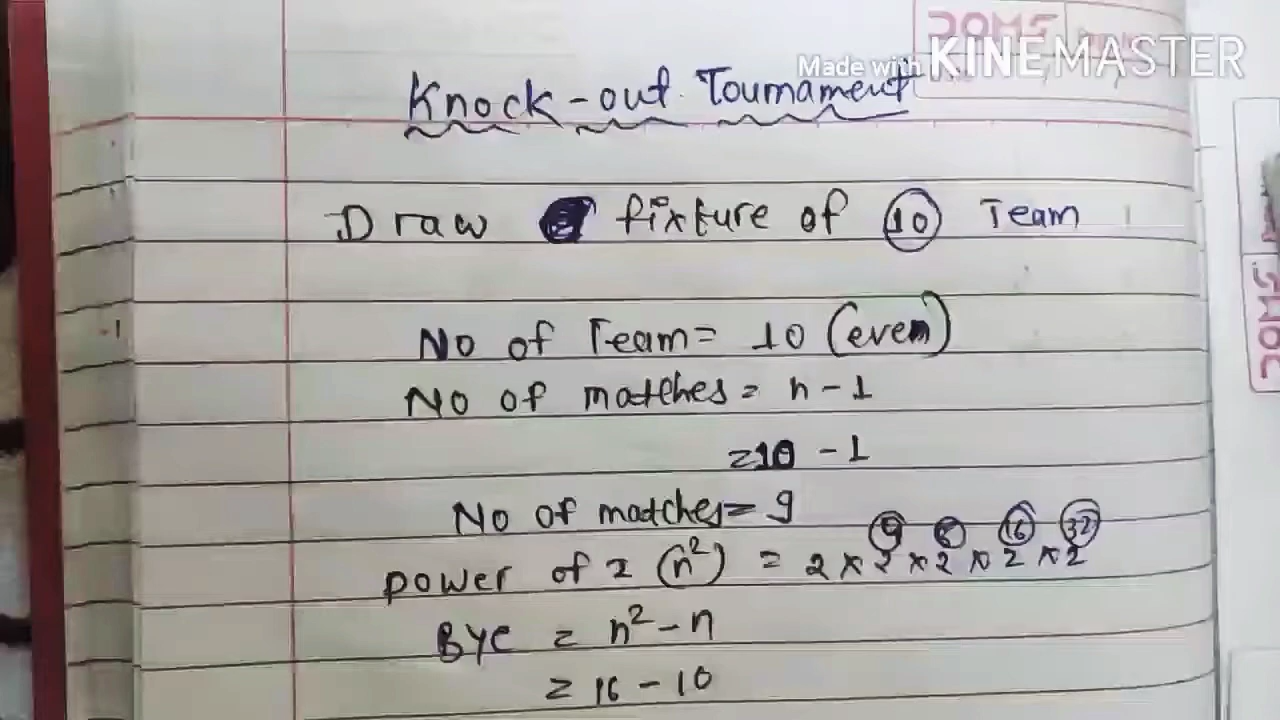 DOMS
Made with KINEMASTER
Knock-out Tournament
Draw fixture of 10 Team
No of Team = 10 (even)
No of matches = n - 1
= 10 - 1
No of matches = 9
4 8 16 32
power of 2 (n²) = 2 x 2 x 2 x 2 x 2
Bye = n² - n
= 16 - 10
DOMS